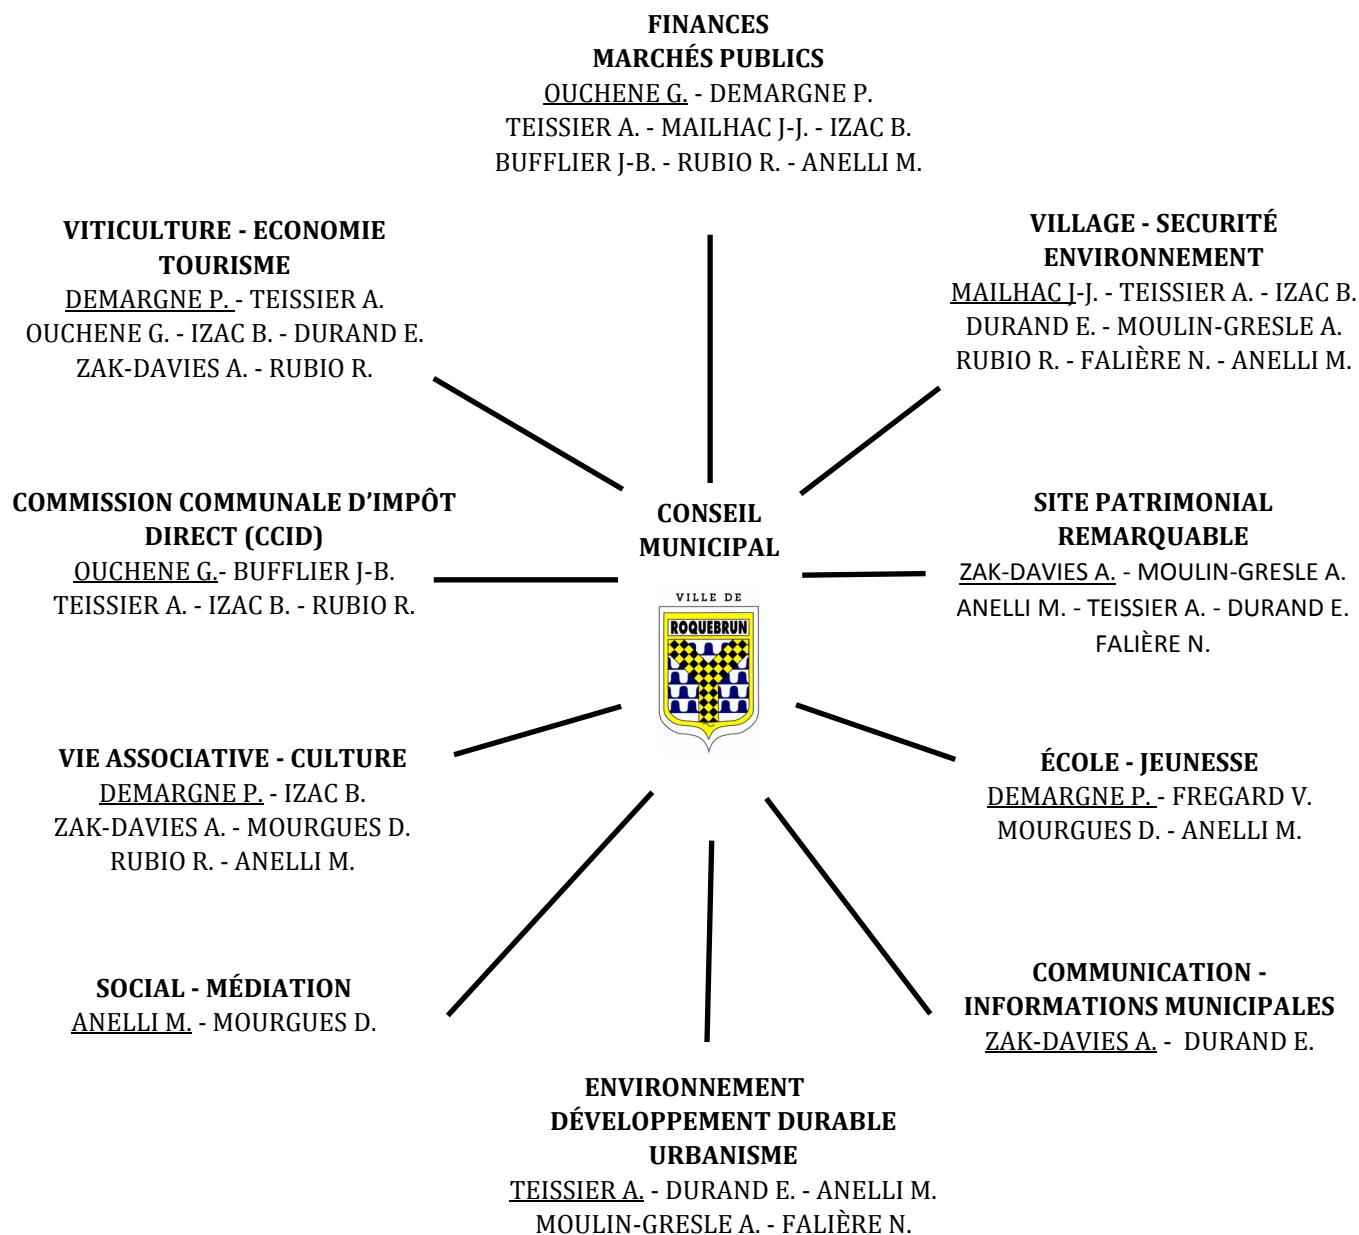 FINANCES
MARCHÉS PUBLICS
OUCHENE G. - DEMARGNE P.
TEISSIER A. - MAILHAC J-J. - IZAC B.
BUFFLIER J-B. - RUBIO R. - ANELLI M.
VITICULTURE - ECONOMIE
TOURISME
DEMARGNE P. - TEISSIER A.
OUCHENE G. - IZAC B. - DURAND E.
ZAK-DAVIES A. - RUBIO R.
VILLAGE - SECURITÉ
ENVIRONNEMENT
MAILHAC J-J. - TEISSIER A. - IZAC B.
DURAND E. - MOULIN-GRESLE A.
RUBIO R. - FALIÈRE N. - ANELLI M.
COMMISSION COMMUNALE D’IMPÔT
DIRECT (CCID)
OUCHENE G.- BUFFLIER J-B.
TEISSIER A. - IZAC B. - RUBIO R.
CONSEIL
MUNICIPAL
VILLE DE
ROQUEBRUN
SITE PATRIMONIAL
REMARQUABLE
ZAK-DAVIES A. - MOULIN-GRESLE A.
ANELLI M. - TEISSIER A. - DURAND E.
FALIÈRE N.
VIE ASSOCIATIVE - CULTURE
DEMARGNE P. - IZAC B.
ZAK-DAVIES A. - MOURGUES D.
RUBIO R. - ANELLI M.
ÉCOLE - JEUNESSE
DEMARGNE P. - FREGARD V.
MOURGUES D. - ANELLI M.
SOCIAL - MÉDIATION
ANELLI M. - MOURGUES D.
COMMUNICATION -
INFORMATIONS MUNICIPALES
ZAK-DAVIES A. - DURAND E.
ENVIRONNEMENT
DÉVELOPPEMENT DURABLE
URBANISME
TEISSIER A. - DURAND E. - ANELLI M.
MOULIN-GRESLE A. - FALIÈRE N.